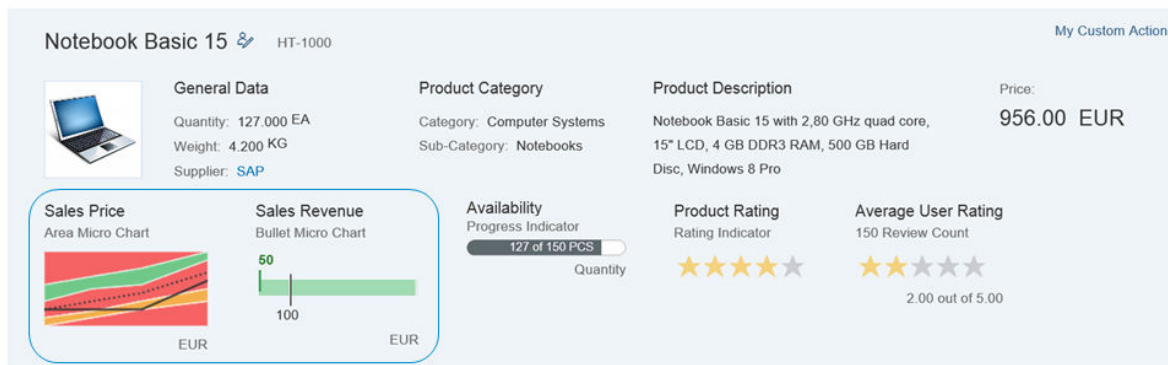 Notebook Basic 15 HT-1000
My Custom Action
General Data
Quantity: 127.000 EA
Weight: 4.200 KG
Supplier: SAP
Product Category
Category: Computer Systems
Sub-Category: Notebooks
Product Description
Notebook Basic 15 with 2,80 GHz quad core,
15" LCD, 4 GB DDR3 RAM, 500 GB Hard
Disc, Windows 8 Pro
Price:
956.00 EUR
Sales Price
Area Micro Chart
EUR
Sales Revenue
Bullet Micro Chart
50
100
EUR
Availability
Progress Indicator
127 of 150 PCS
Quantity
Product Rating
Rating Indicator
Average User Rating
150 Review Count
2.00 out of 5.00